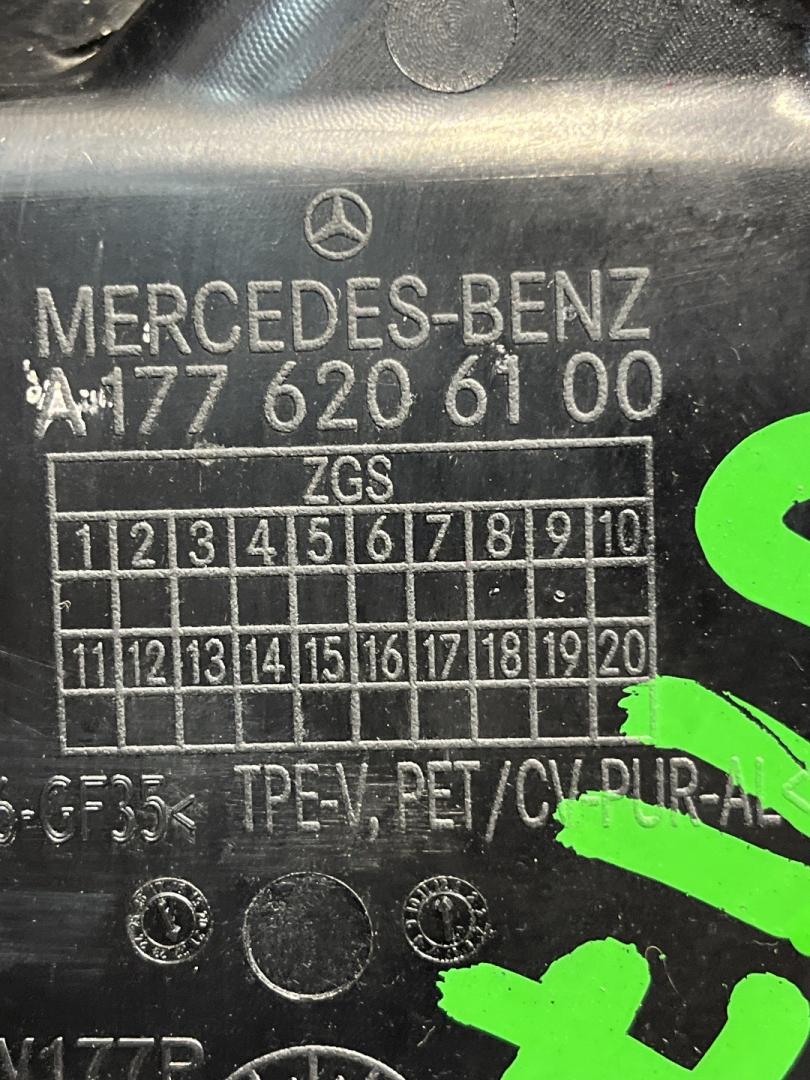 MERCEDES-BENZ
A 177 620 61 00
ZGS
1 2 3 4 5 6 7 8 9 10
11 12 13 14 15 16 17 18 19 20
6-GF35< TPE-V, PET/CV-PUR-AL<